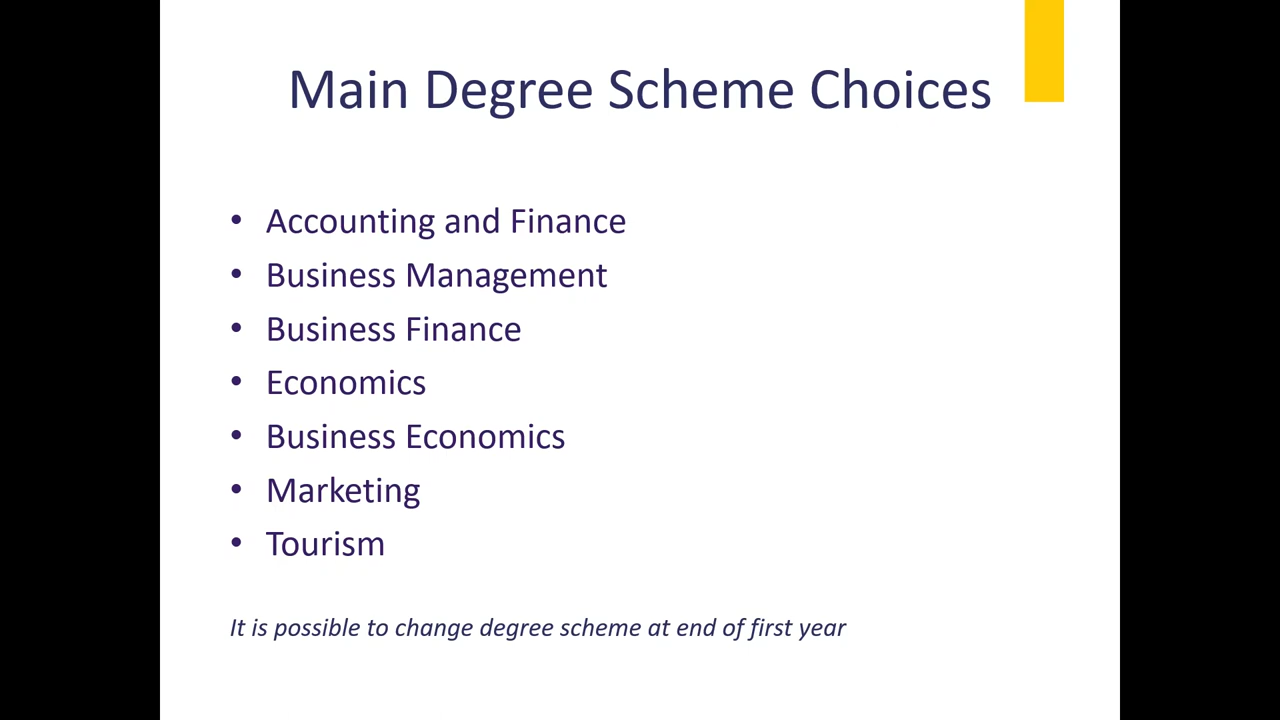 Main Degree Scheme Choices
• Accounting and Finance
• Business Management
• Business Finance
• Economics
• Business Economics
• Marketing
• Tourism
It is possible to change degree scheme at end of first year